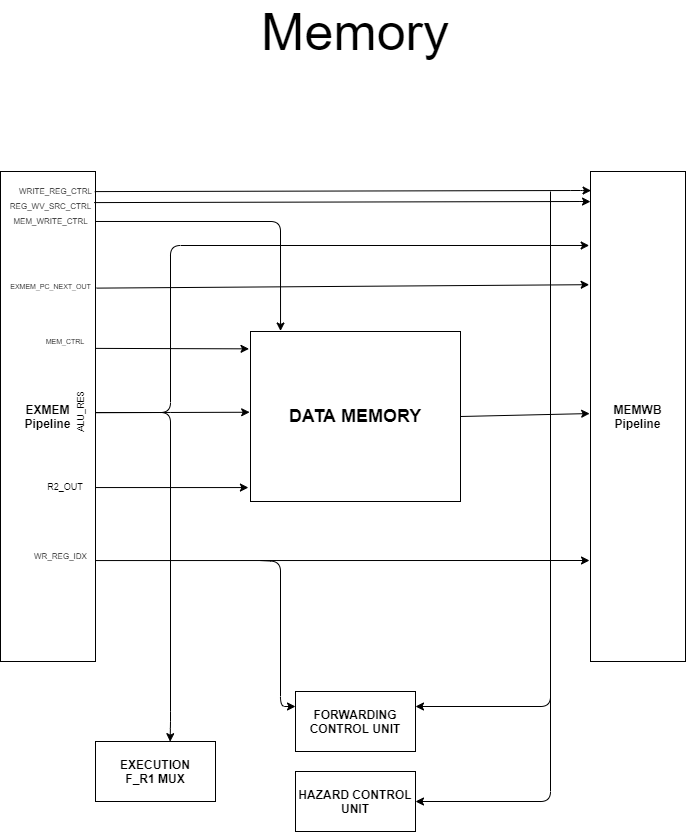 Memory
WRITE_REG_CTRL
REG_WV_SRC_CTRL
MEM_WRITE_CTRL
EXMEM_PC_NEXT_OUT
MEM_CTRL
EXMEM
Pipeline
ALU_RES
DATA MEMORY
MEMWB
Pipeline
R2_OUT
WR_REG_IDX
FORWARDING
CONTROL UNIT
EXECUTION
F_R1 MUX
HAZARD CONTROL
UNIT